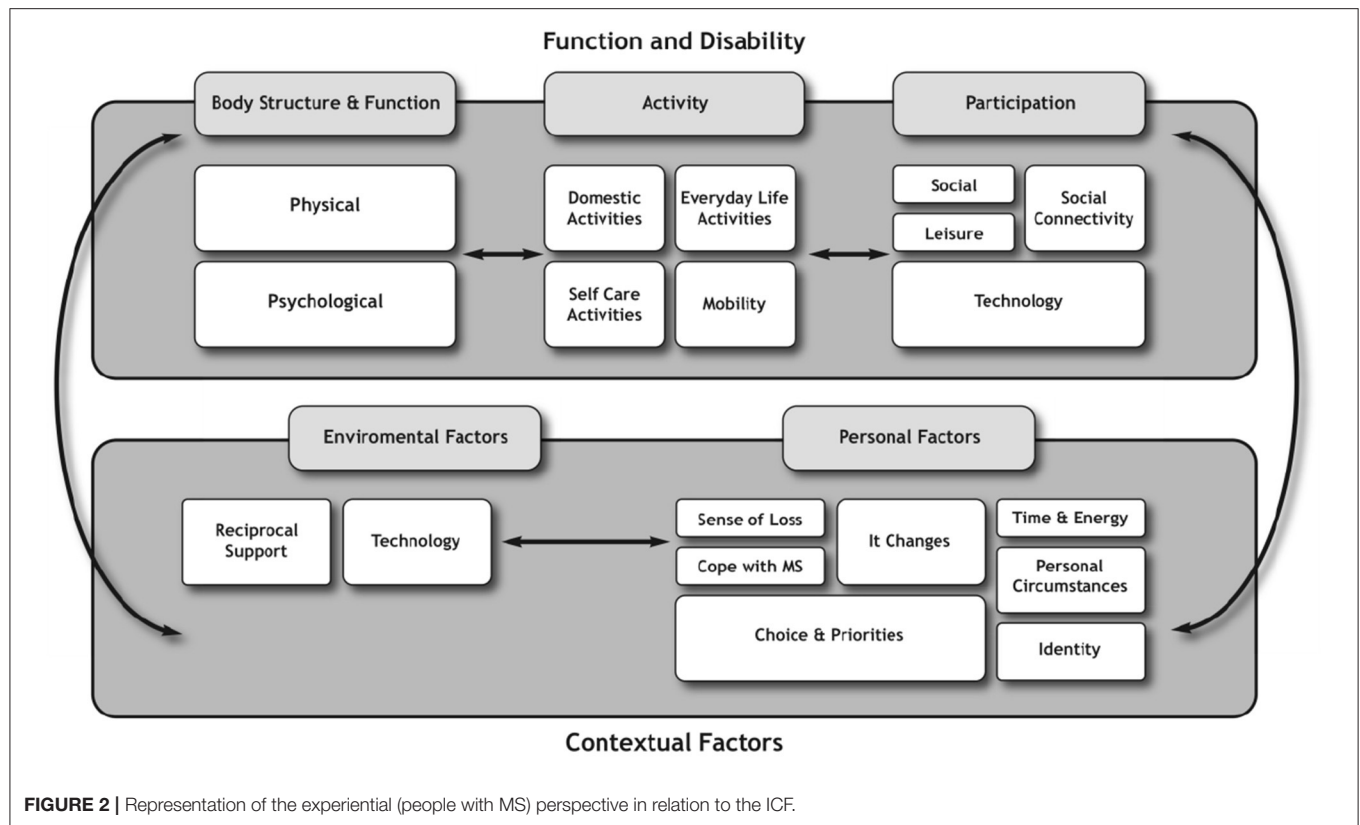 Function and Disability
Body Structure & Function
Activity
Participation
Physical
Psychological
Domestic
Activities
Everyday Life
Activities
Self Care
Activities
Mobility
Social
Leisure
Social
Connectivity
Technology
Enviromental Factors
Personal Factors
Reciprocal
Support
Technology
Sense of Loss
Cope with MS
It Changes
Time & Energy
Personal
Circumstances
Choice & Priorities
Identity
Contextual Factors
FIGURE 2 | Representation of the experiential (people with MS) perspective in relation to the ICF.